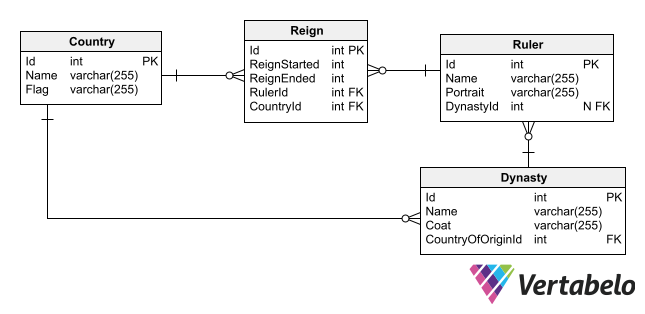 Country
Id int PK
Name varchar(255)
Flag varchar(255)
Reign
Id int PK
ReignStarted int
ReignEnded int
RulerId int FK
CountryId int FK
Ruler
Id int PK
Name varchar(255)
Portrait varchar(255)
DynastyId int N FK
Dynasty
Id int PK
Name varchar(255)
Coat varchar(255)
CountryOfOriginId int FK
Vertabelo